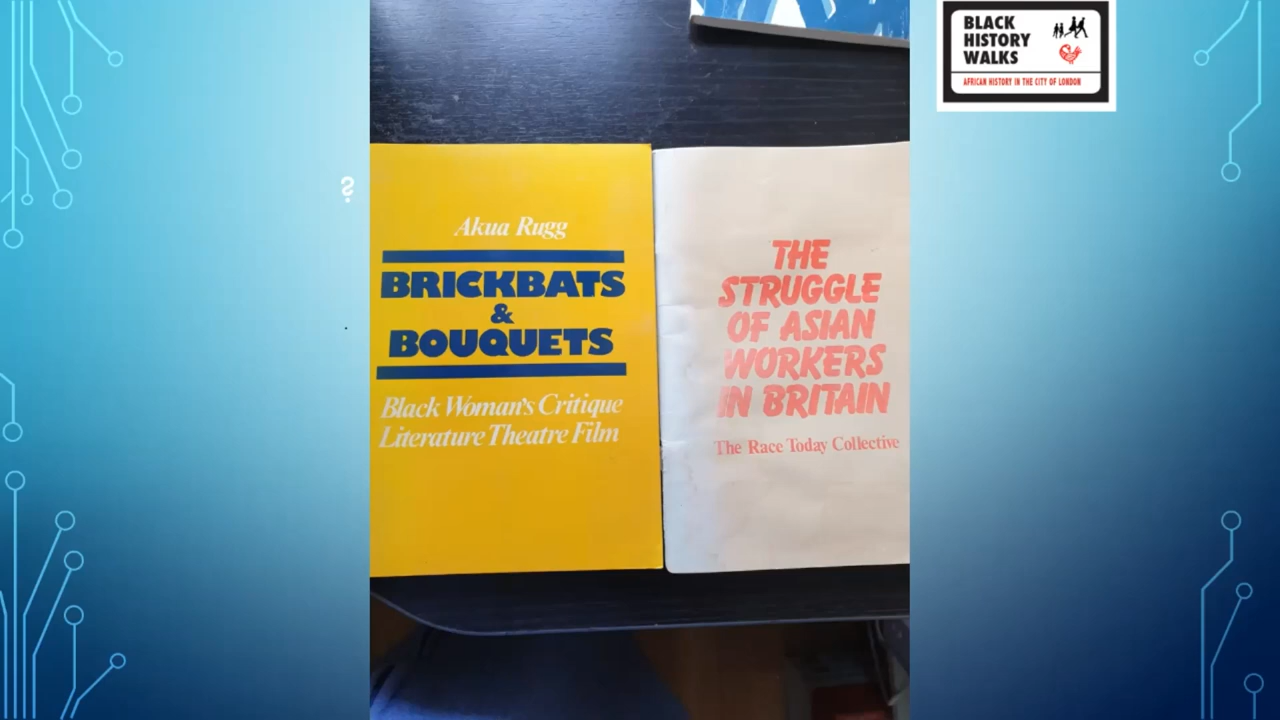 BLACK
HISTORY
WALKS
AFRICAN HISTORY IN THE CITY OF LONDON
?
Akua Rugg
BRICKBATS
&
BOUQUETS
Black Woman's Critique
Literature Theatre Film
THE
STRUGGLE
OF ASIAN
WORKERS
IN BRITAIN
The Race Today Collective